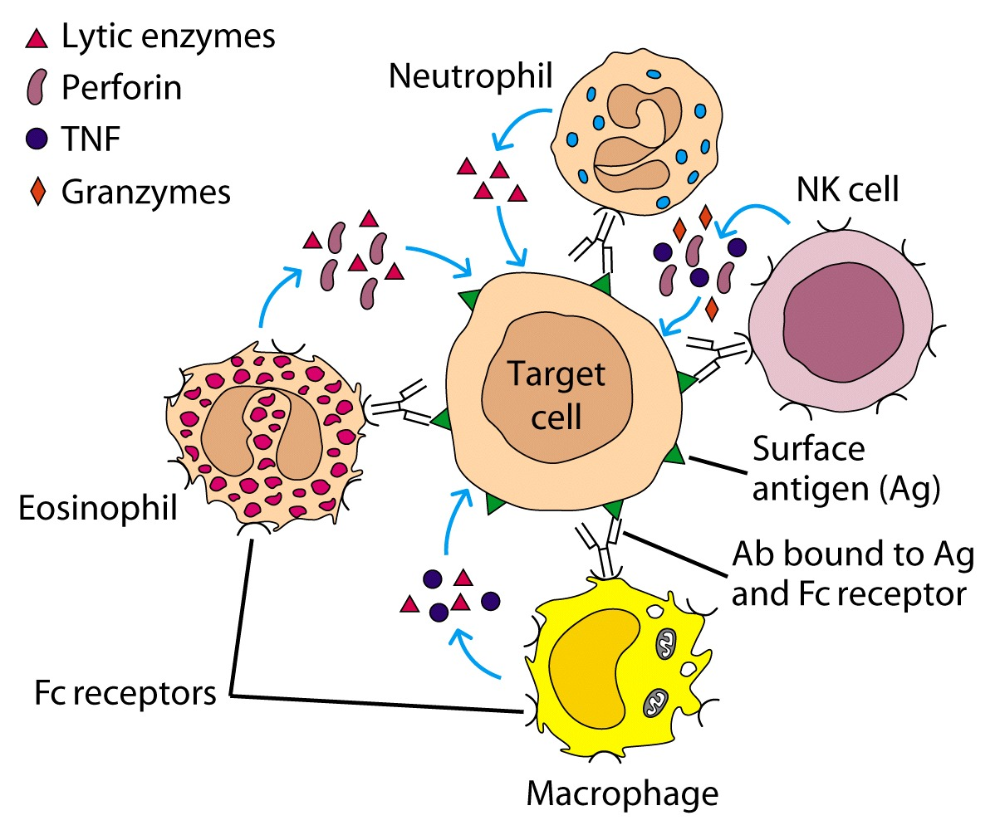 Lytic enzymes
Perforin
TNF
Granzymes
Neutrophil
NK cell
Target
cell
Surface
antigen (Ag)
Eosinophil
Ab bound to Ag
and Fc receptor
Fc receptors
Macrophage